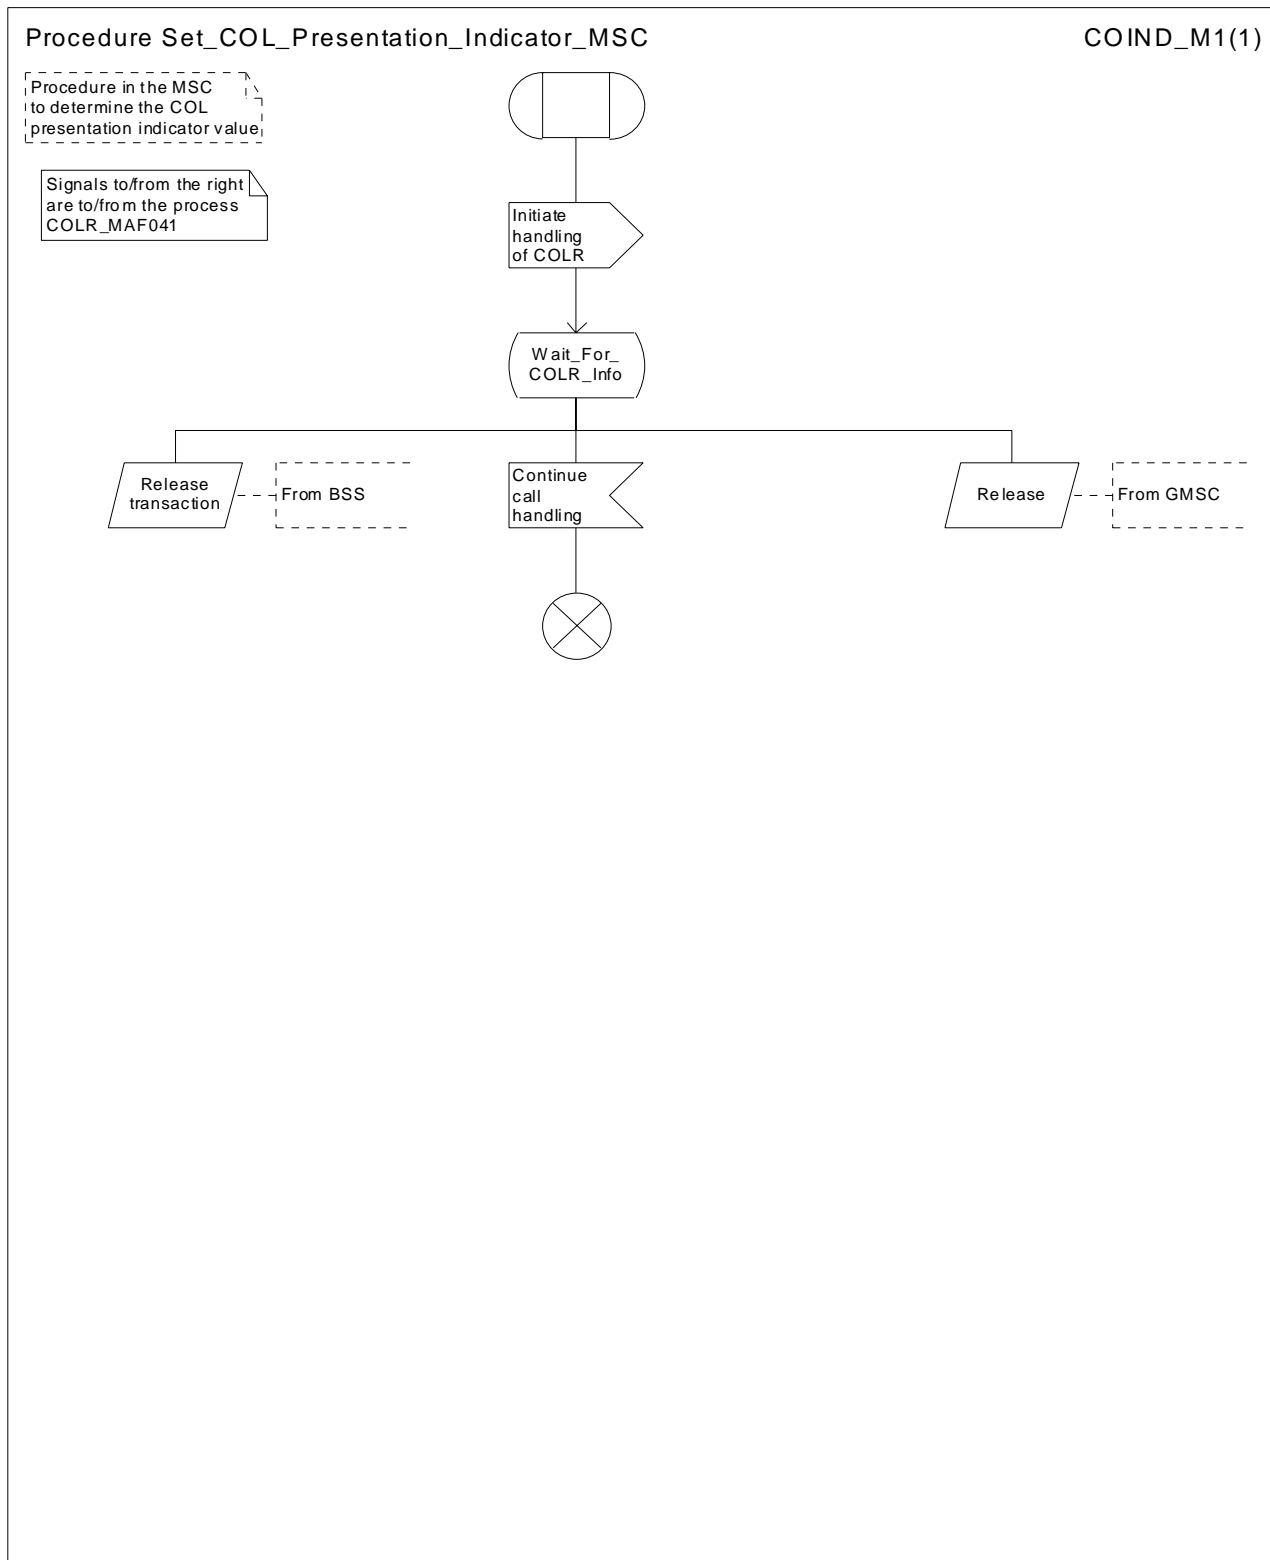 Procedure Set_COL_Presentation_Indicator_MSC
COIND_M1(1)
Procedure in the MSC
to determine the COL
presentation indicator value
Signals to/from the right
are to/from the process
COLR_MAF041
Initiate
handling
of COLR
Wait_For_
COLR_Info
Release
transaction
From BSS
Continue
call
handling
Release
From GMSC